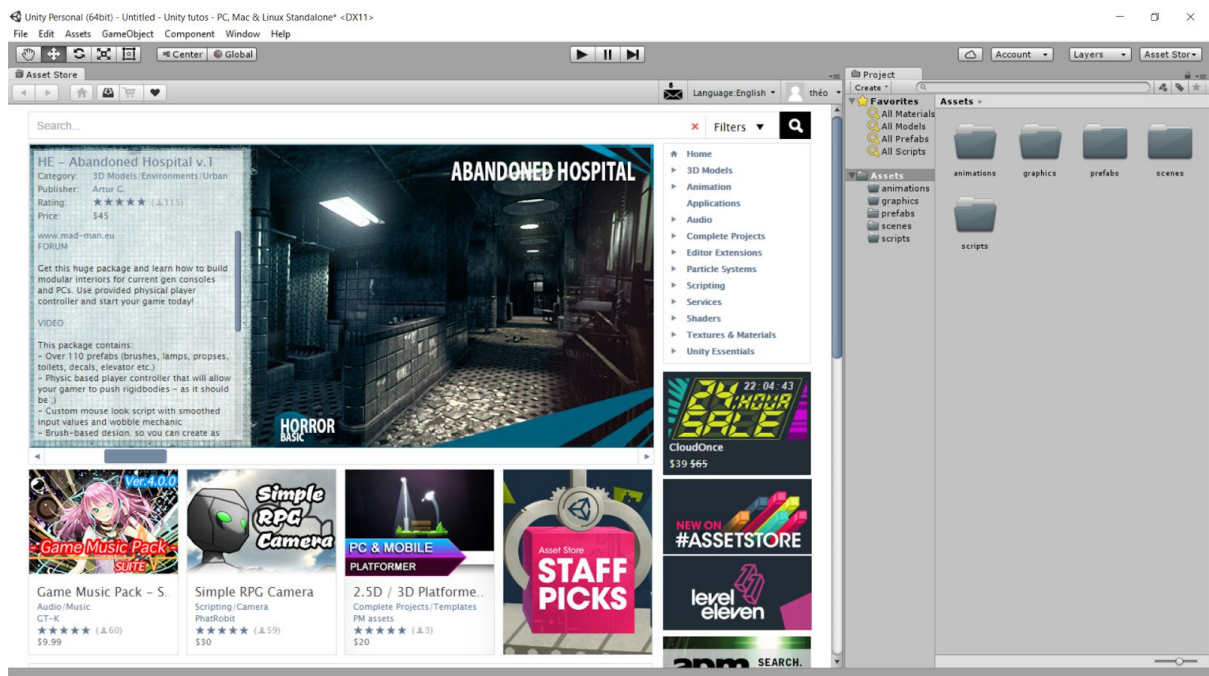 Unity Personal (64bit) - Untitled - Unity tutos - PC, Mac & Linux Standalone* <DX11>
File Edit Assets GameObject Component Window Help
Center Global
Account
Layers
Asset Stor
Asset Store
Language:English
théo
Search...
Filters
HE – Abandoned Hospital v.1
Category: 3D Models/Environments/Urban
Publisher: Artur G.
Rating: ★★★★★ (115)
Price: $45
www.mad-man.eu
FORUM
Get this huge package and learn how to build
modular interiors for current gen consoles
and PCs. Use provided physical player
controller and start your game today!
VIDEO
This package contains:
– Over 110 prefabs (brushes, lamps, propses,
toilets, decals, elevator etc.)
– Physic based player controller that will allow
your gamer to push rigidbodies – as it should
be ;)
– Custom mouse look script with smoothed
input values and wobble mechanic
– Brush-based design, so you can create as
ABANDONED HOSPITAL
HORROR
BASIC
Home
3D Models
Animation
Applications
Audio
Complete Projects
Editor Extensions
Particle Systems
Scripting
Services
Shaders
Textures & Materials
Unity Essentials
22:04:43
24 HOUR
SALE
CloudOnce
$39 $65
NEW ON
#ASSETSTORE
level
eleven
apm SEARCH.
Ver.4.0.0
Game Music Pack
SUITE
Game Music Pack – S..
Audio/Music
GT-K
★★★★★ (60)
$9.99
Simple
RPG
Camera
Simple RPG Camera
Scripting/Camera
PhatRobit
★★★★★ (59)
$30
PC & MOBILE
PLATFORMER
2.5D / 3D Platforme..
Complete Projects/Templates
PM assets
★★★★★ (3)
$20
Asset Store
STAFF
PICKS
Project
Create
Favorites
All Materials
All Models
All Prefabs
All Scripts
Assets
animations
graphics
prefabs
scenes
scripts
Assets
animations graphics prefabs scenes
scripts